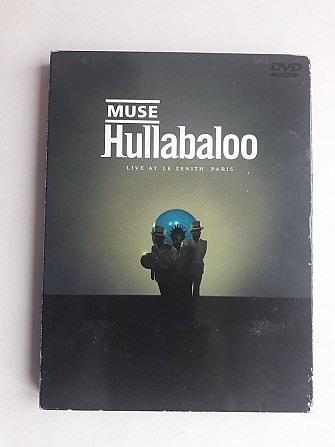 DVD
MUSE
Hullabaloo
LIVE AT LE ZENITH PARIS